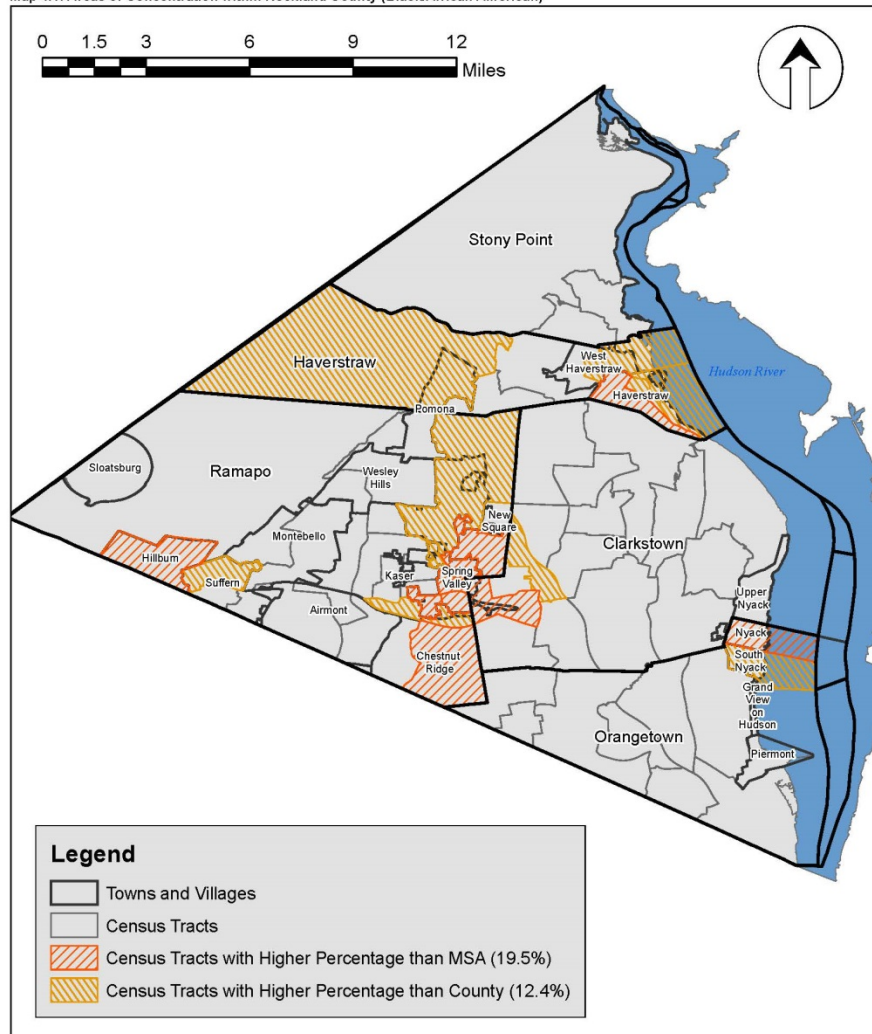 0 1.5 3 6 9 12
Miles
Stony Point
Haverstraw
West
Haverstraw
Hudson River
Haverstraw
Pomona
Sloatsburg
Ramapo
Wesley
Hills
New
Square
Montebello
Clarkstown
Hillburn
Kaser
Spring
Valley
Suffern
Upper
Nyack
Airmont
Nyack
South
Nyack
Chestnut
Ridge
Grand
View
on
Hudson
Orangetown
Piermont
Legend
Towns and Villages
Census Tracts
Census Tracts with Higher Percentage than MSA (19.5%)
Census Tracts with Higher Percentage than County (12.4%)